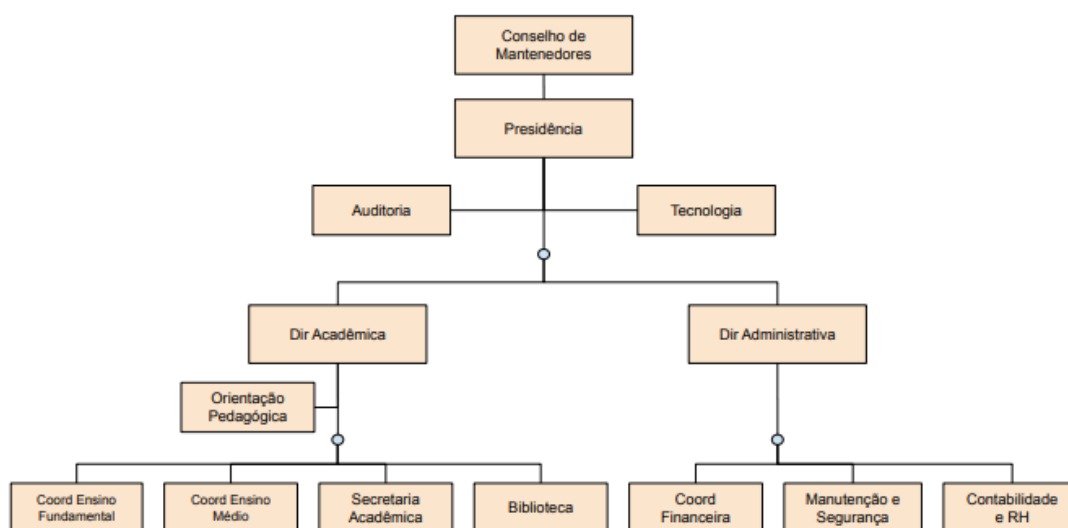 Conselho de
Mantenedores
Presidência
Auditoria
Tecnologia
Dir Acadêmica
Dir Administrativa
Orientação
Pedagógica
Coord Ensino
Fundamental
Coord Ensino
Médio
Secretaria
Acadêmica
Biblioteca
Coord
Financeira
Manutenção e
Segurança
Contabilidade
e RH